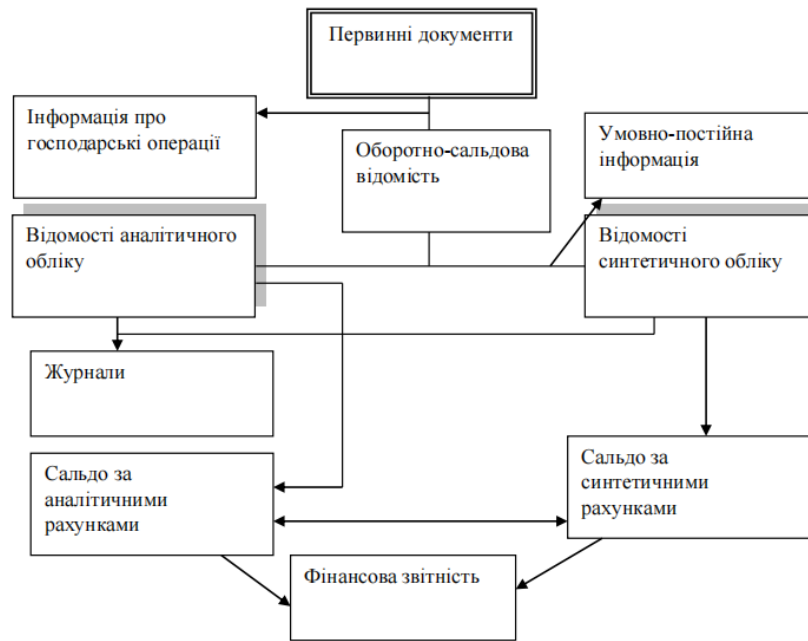 Первинні документи
Інформація про
господарські операції
Оборотно-сальдова
відомість
Умовно-постійна
інформація
Відомості аналітичного
обліку
Відомості
синтетичного обліку
Журнали
Сальдо за
аналітичними
рахунками
Сальдо за
синтетичними
рахунками
Фінансова звітність